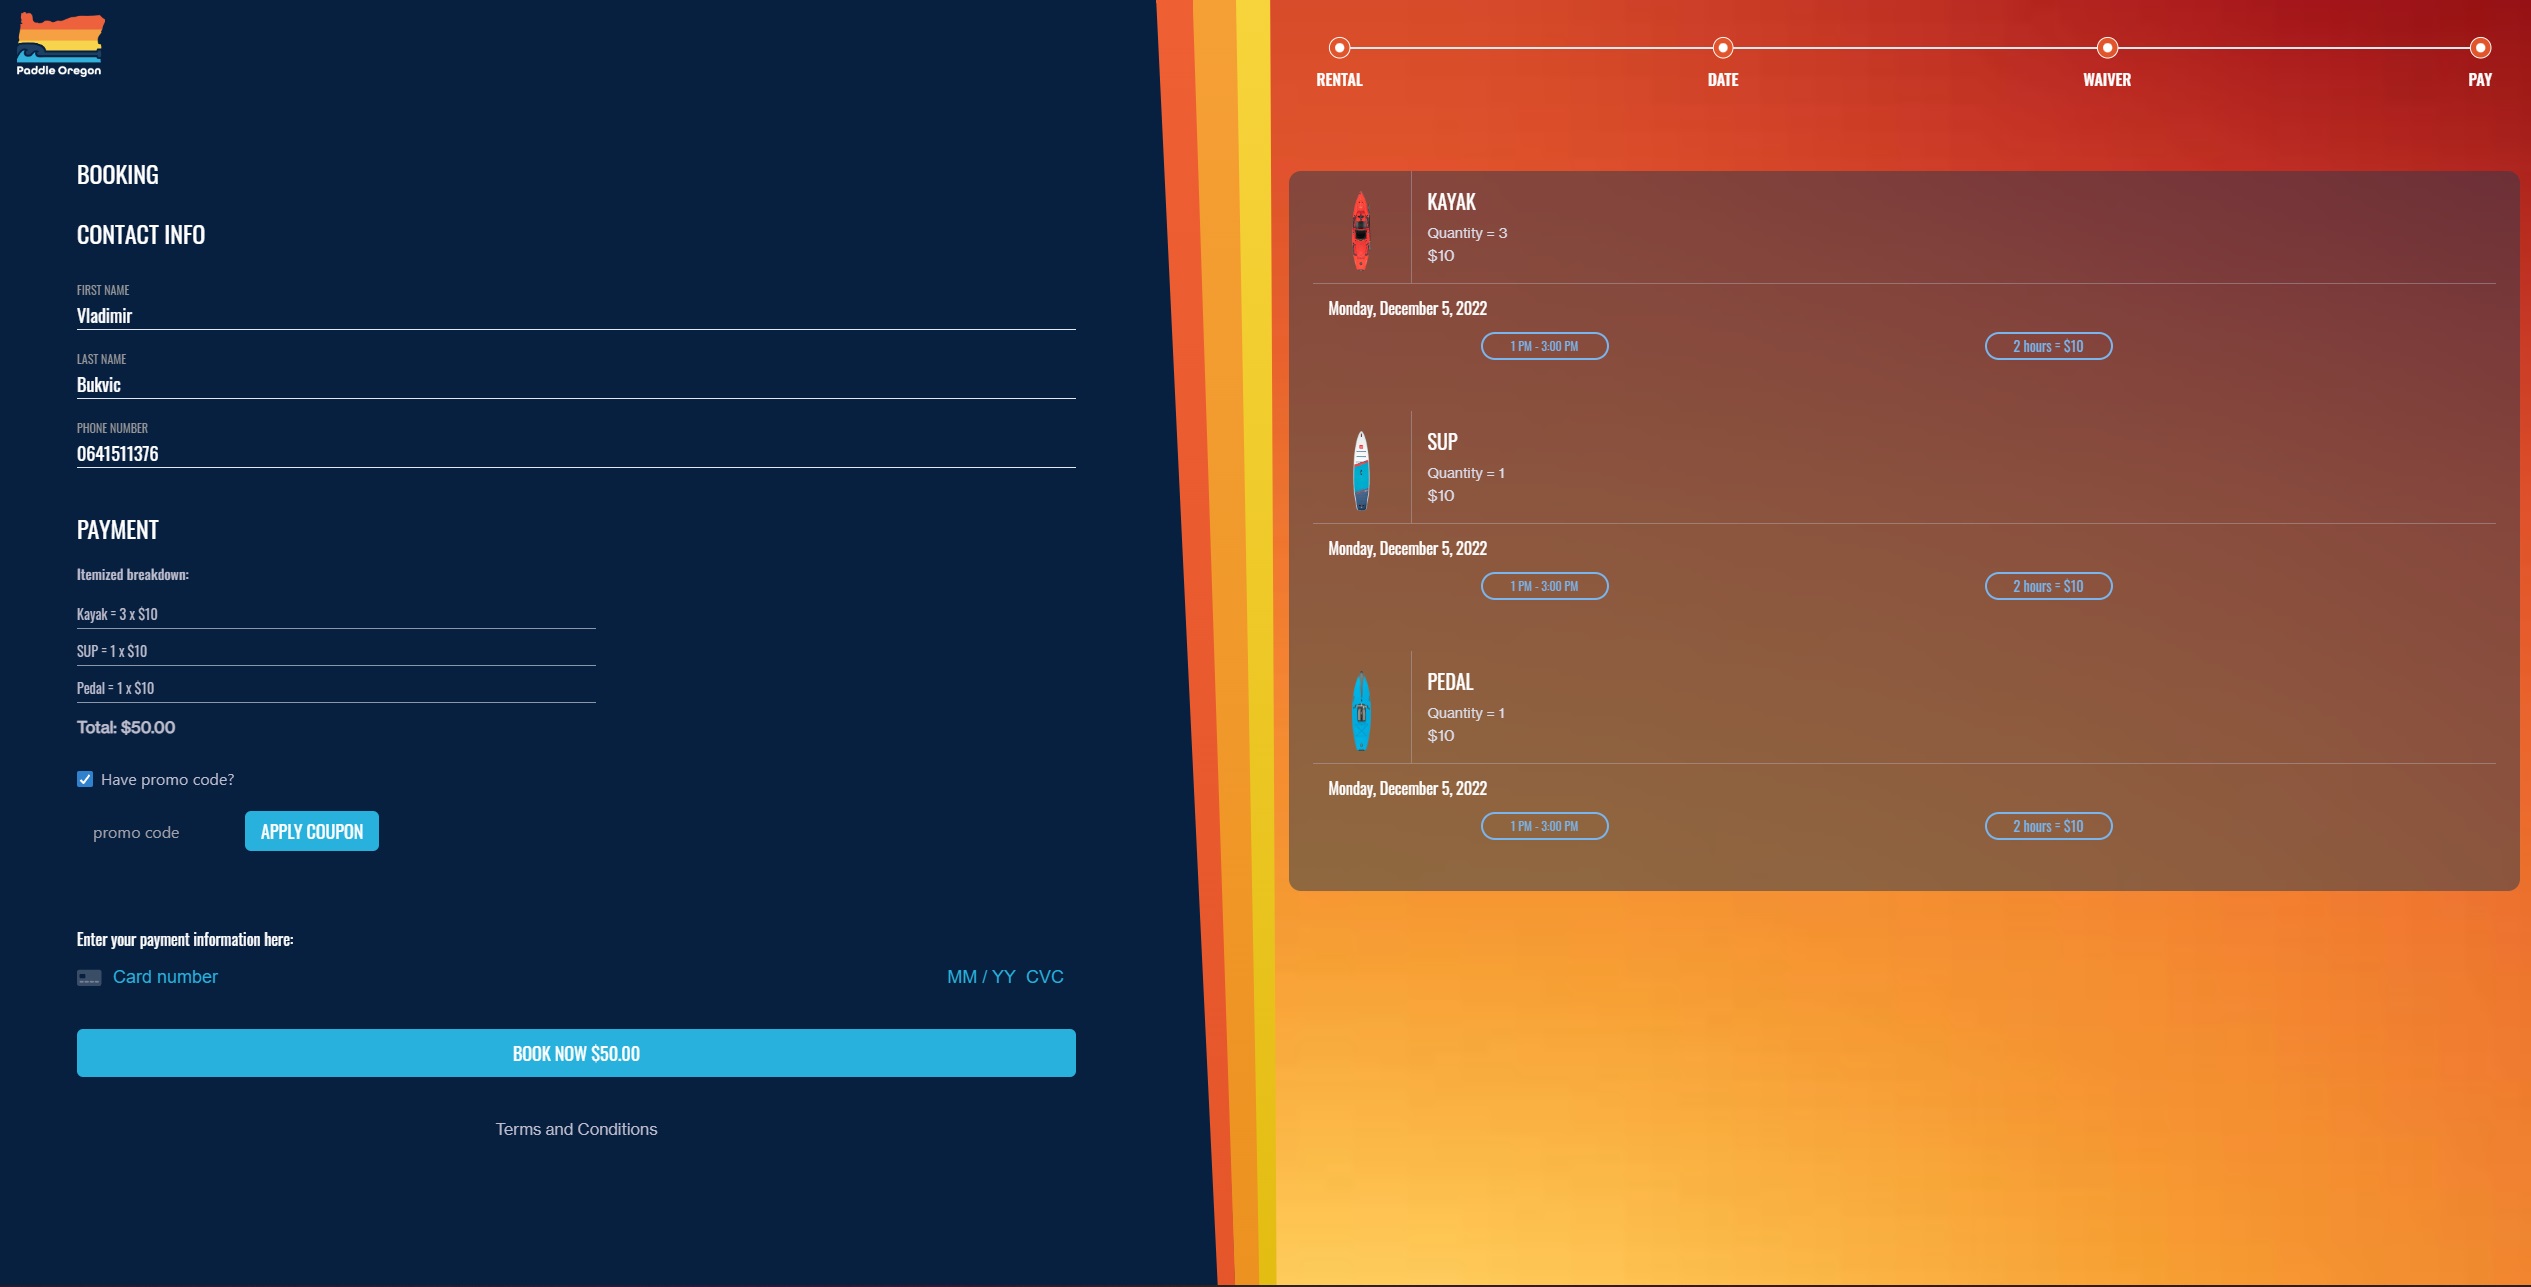 Paddle Oregon
BOOKING
CONTACT INFO
FIRST NAME
Vladimir
LAST NAME
Bukvic
PHONE NUMBER
0641511376
PAYMENT
Itemized breakdown:
Kayak = 3 x $10
SUP = 1 x $10
Pedal = 1 x $10
Total: $50.00
Have promo code?
promo code APPLY COUPON
Enter your payment information here:
Card number MM / YY CVC
BOOK NOW $50.00
Terms and Conditions
RENTAL DATE WAIVER PAY
KAYAK
Quantity = 3
$10
Monday, December 5, 2022
1 PM - 3:00 PM 2 hours = $10
SUP
Quantity = 1
$10
Monday, December 5, 2022
1 PM - 3:00 PM 2 hours = $10
PEDAL
Quantity = 1
$10
Monday, December 5, 2022
1 PM - 3:00 PM 2 hours = $10